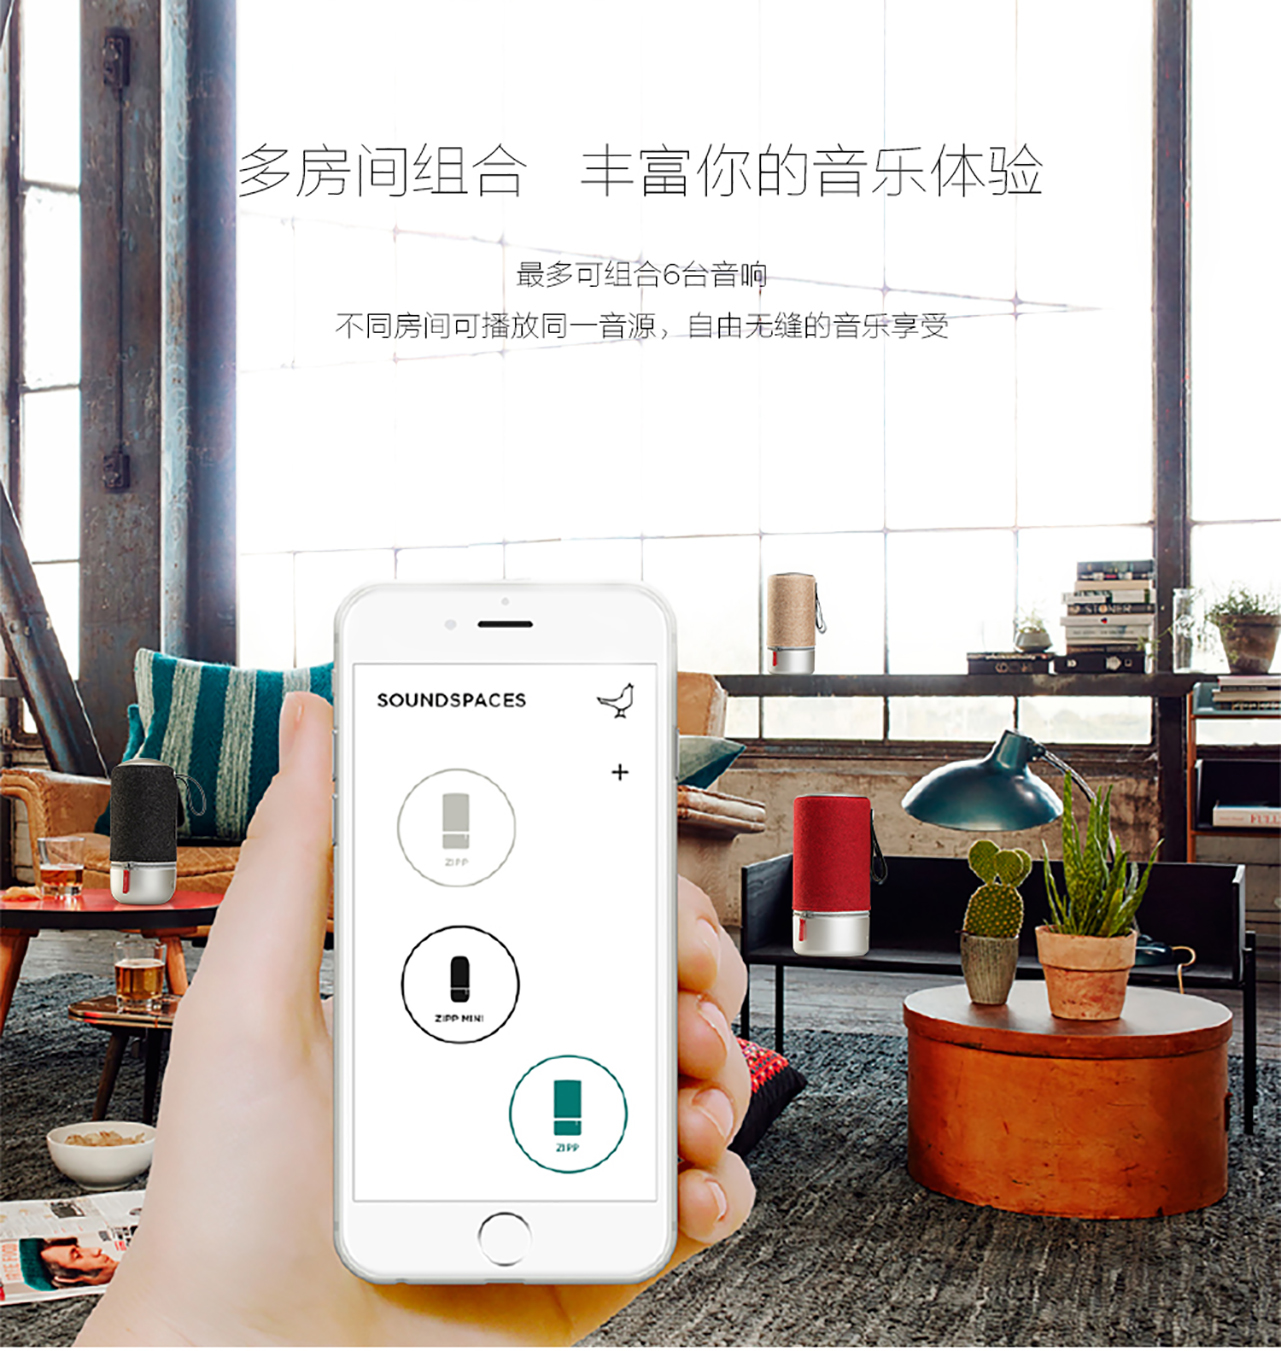 多房间组合 丰富你的音乐体验
最多可组合6台音响
不同房间可播放同一音源，自由无缝的音乐享受
SOUNDSPACES
+
ZIPP
ZIPP MINI
ZIPP
FULL